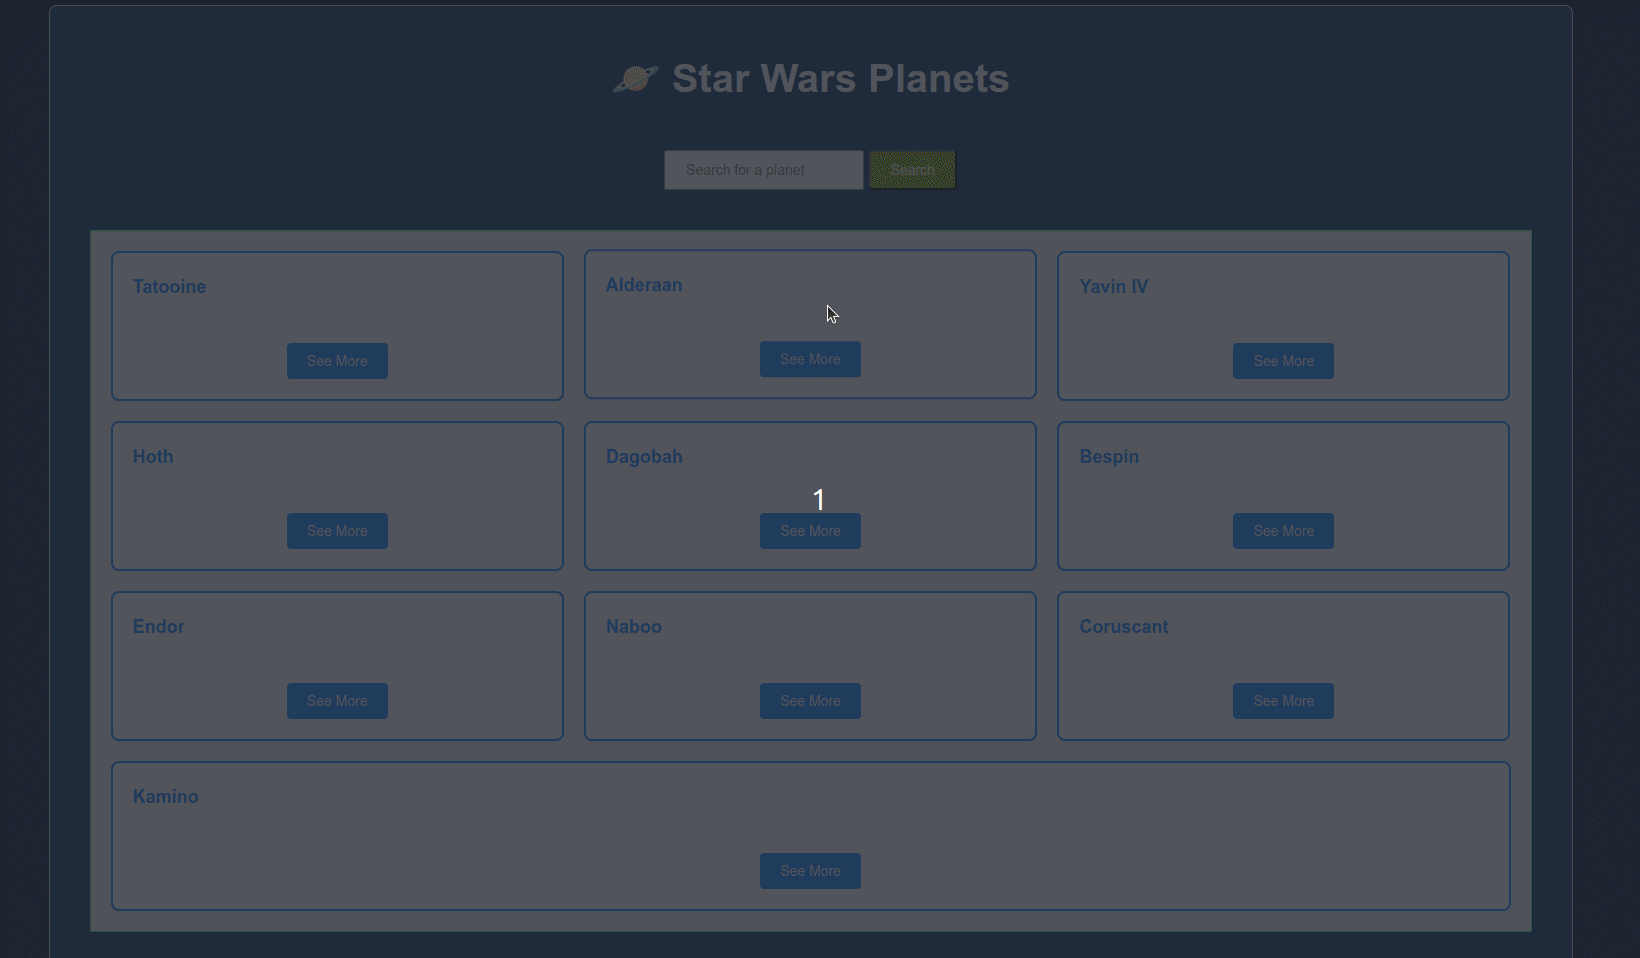 🪐 Star Wars Planets
Search for a planet Search
Tatooine Alderaan Yavin IV
See More See More See More
Hoth Dagobah Bespin
1
See More See More See More
Endor Naboo Coruscant
See More See More See More
Kamino
See More